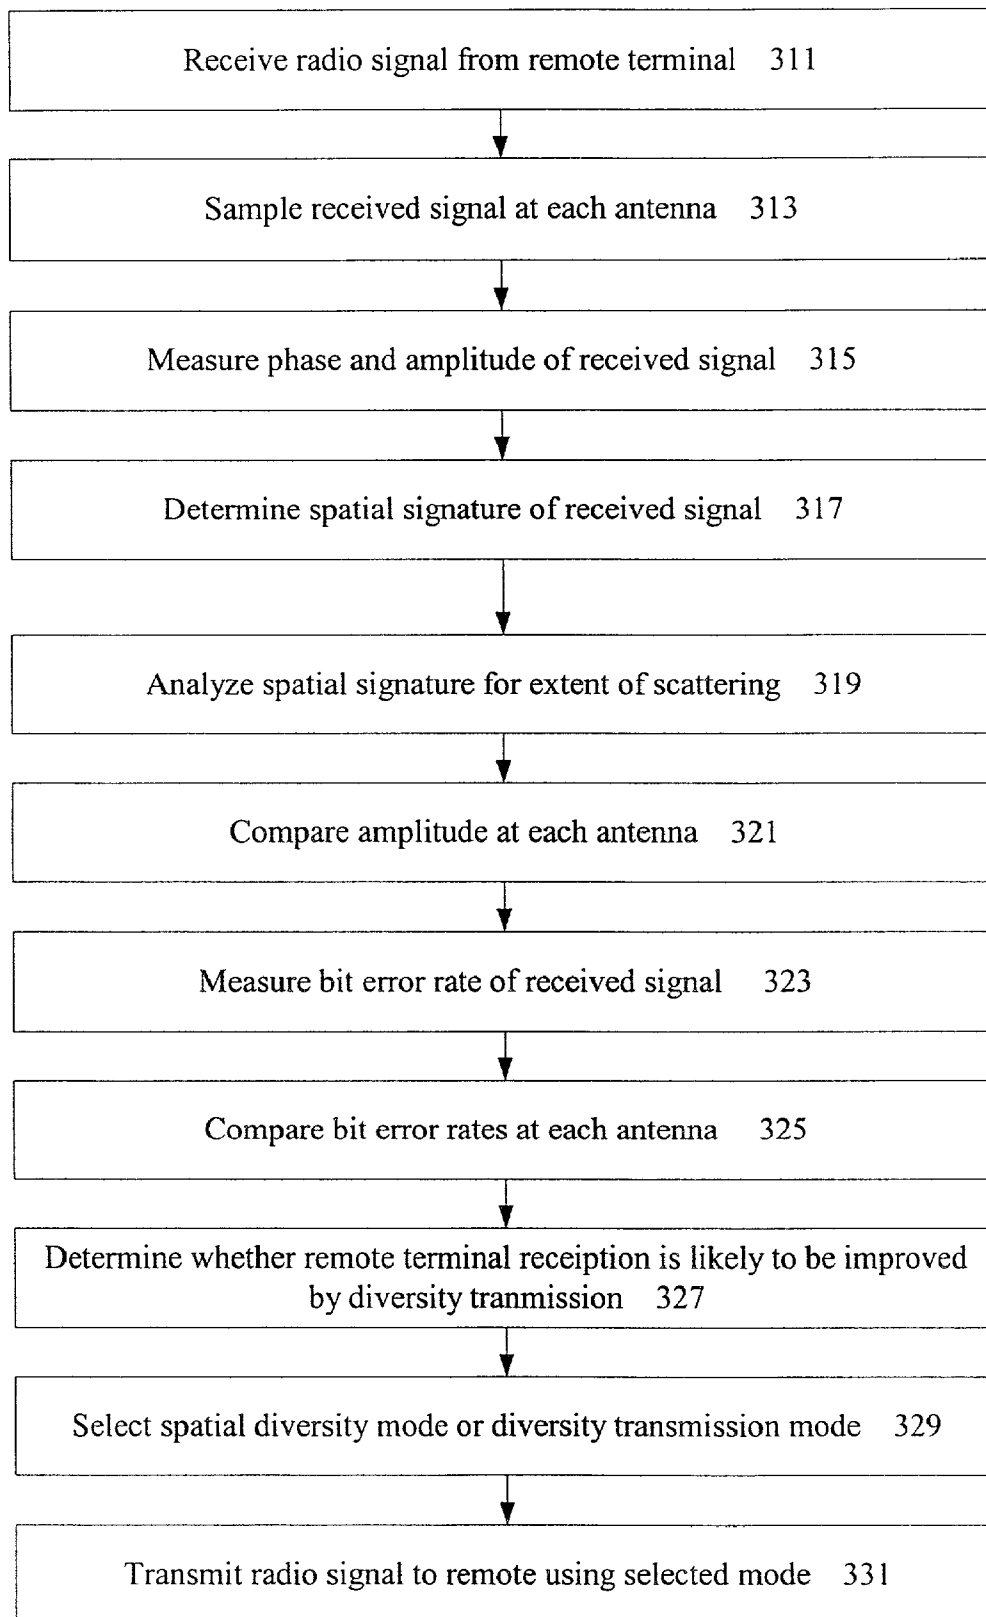 Receive radio signal from remote terminal 311
Sample received signal at each antenna 313
Measure phase and amplitude of received signal 315
Determine spatial signature of received signal 317
Analyze spatial signature for extent of scattering 319
Compare amplitude at each antenna 321
Measure bit error rate of received signal 323
Compare bit error rates at each antenna 325
Determine whether remote terminal receiption is likely to be improved
by diversity tranmission 327
Select spatial diversity mode or diversity transmission mode 329
Transmit radio signal to remote using selected mode 331